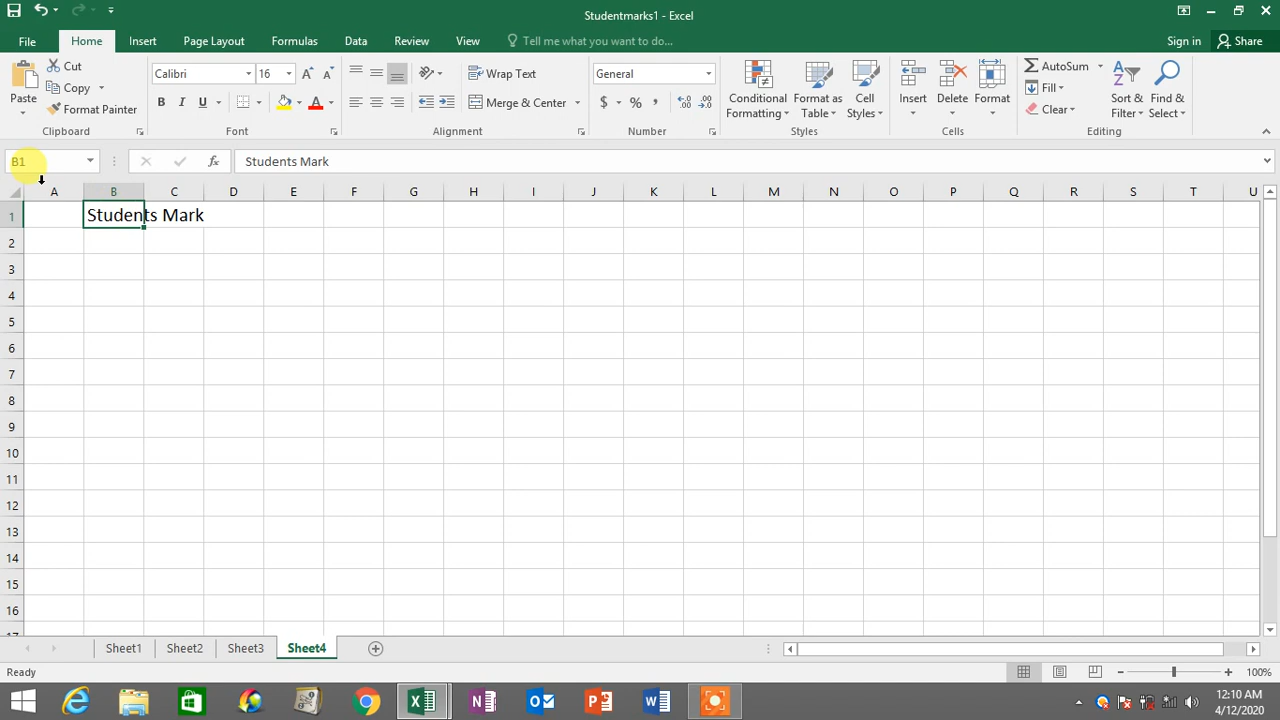 Studentmarks1 - Excel
File Home Insert Page Layout Formulas Data Review View Tell me what you want to do... Sign in Share
Paste Cut Copy Format Painter Clipboard
Calibri 16 B I U A A A Font
Wrap Text Merge & Center Alignment
General $ % , Number
Conditional Formatting Format as Table Cell Styles Styles
Insert Delete Format Cells
AutoSum Fill Clear Sort & Filter Find & Select Editing
B1 fx Students Mark
A B C D E F G H I J K L M N O P Q R S T U
1 Students Mark
2
3
4
5
6
7
8
9
10
11
12
13
14
15
16
17
Sheet1 Sheet2 Sheet3 Sheet4
Ready 100%
12:10 AM
4/12/2020